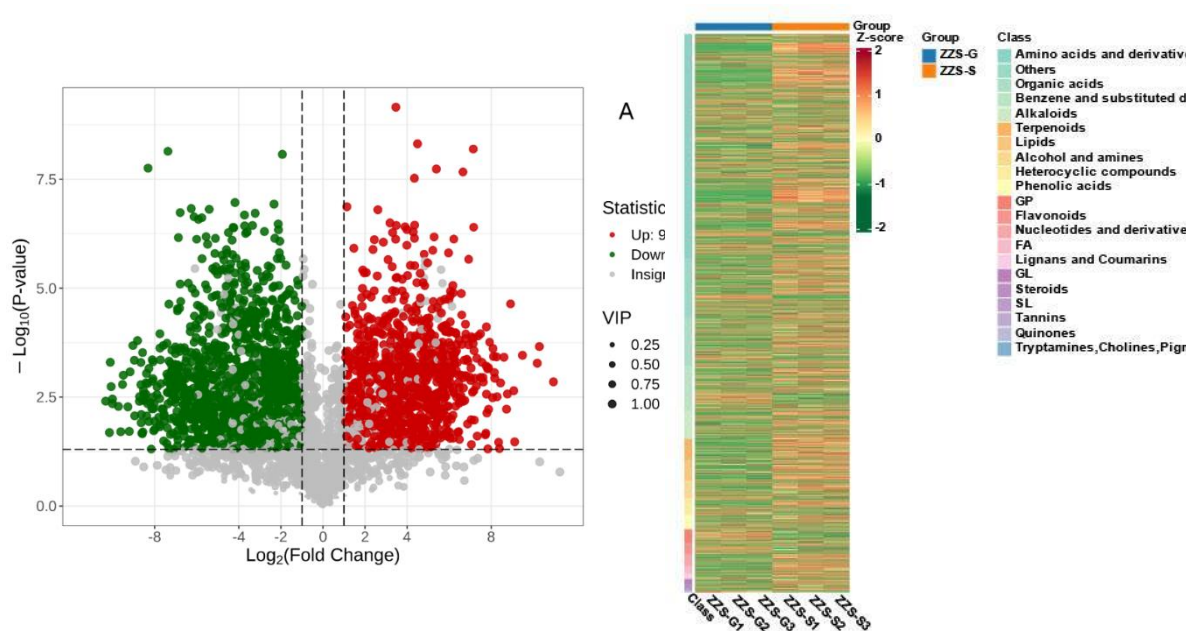 7.5
5.0
2.5
0.0
− Log10(P-value)
-8
-4
-2
0
2
4
8
Log2(Fold Change)
A
Statistic
Up: 9
Down
Insign
VIP
0.25
0.50
0.75
1.00
Group
Z-score
2
1
0
-1
-2
Group
ZZS-G
ZZS-S
Class
Amino acids and derivative
Others
Organic acids
Benzene and substituted d
Alkaloids
Terpenoids
Lipids
Alcohol and amines
Heterocyclic compounds
Phenolic acids
GP
Flavonoids
Nucleotides and derivative
FA
Lignans and Coumarins
GL
Steroids
SL
Tannins
Quinones
Tryptamines,Cholines,Pigr
Class
ZZS-G1
ZZS-G2
ZZS-G3
ZZS-S1
ZZS-S2
ZZS-S3